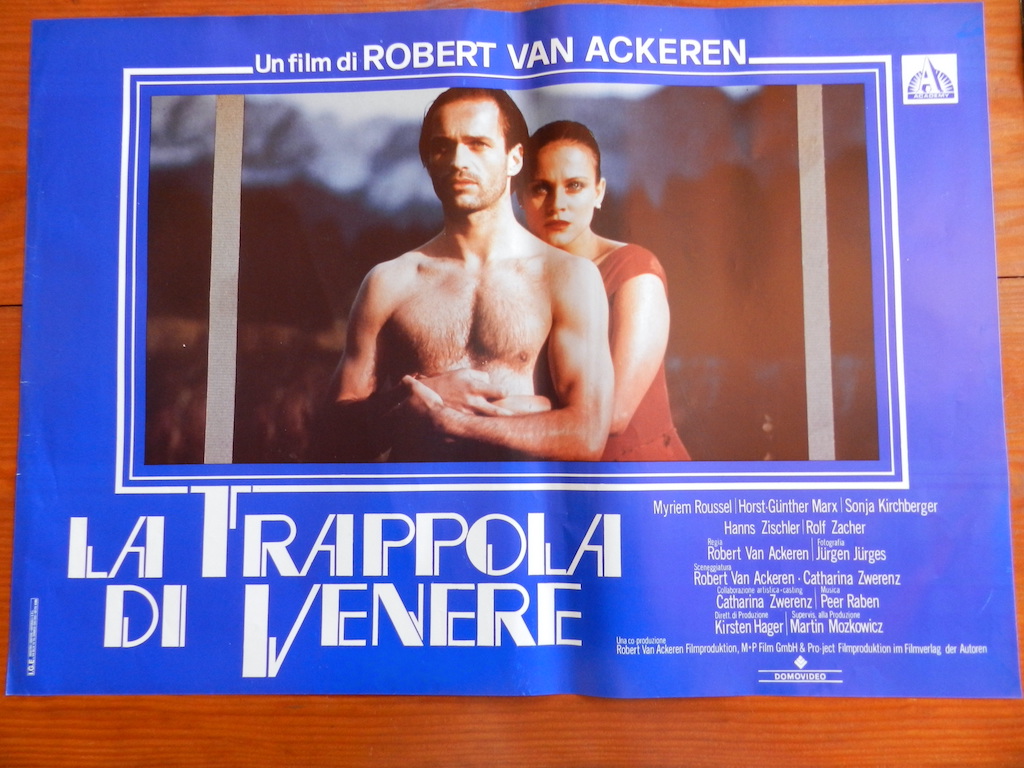 Un film di ROBERT VAN ACKEREN
ACADEMY
LA TRAPPOLA
DI VENERE
Myriem Roussel | Horst-Günther Marx | Sonja Kirchberger
Hanns Zischler | Rolf Zacher
Regia
Robert Van Ackeren
Fotografia
Jürgen Jürges
Sceneggiatura
Robert Van Ackeren · Catharina Zwerenz
Collaborazione artistica-casting
Catharina Zwerenz
Musica
Peer Raben
Dirett. di Produzione
Kirsten Hager
Supervis. alla Produzione
Martin Mozkowicz
Una co-produzione
Robert Van Ackeren Filmproduktion, M+P Film GmbH & Pro-ject Filmproduktion im Filmverlag der Autoren
DOMOVIDEO
I.G.E.